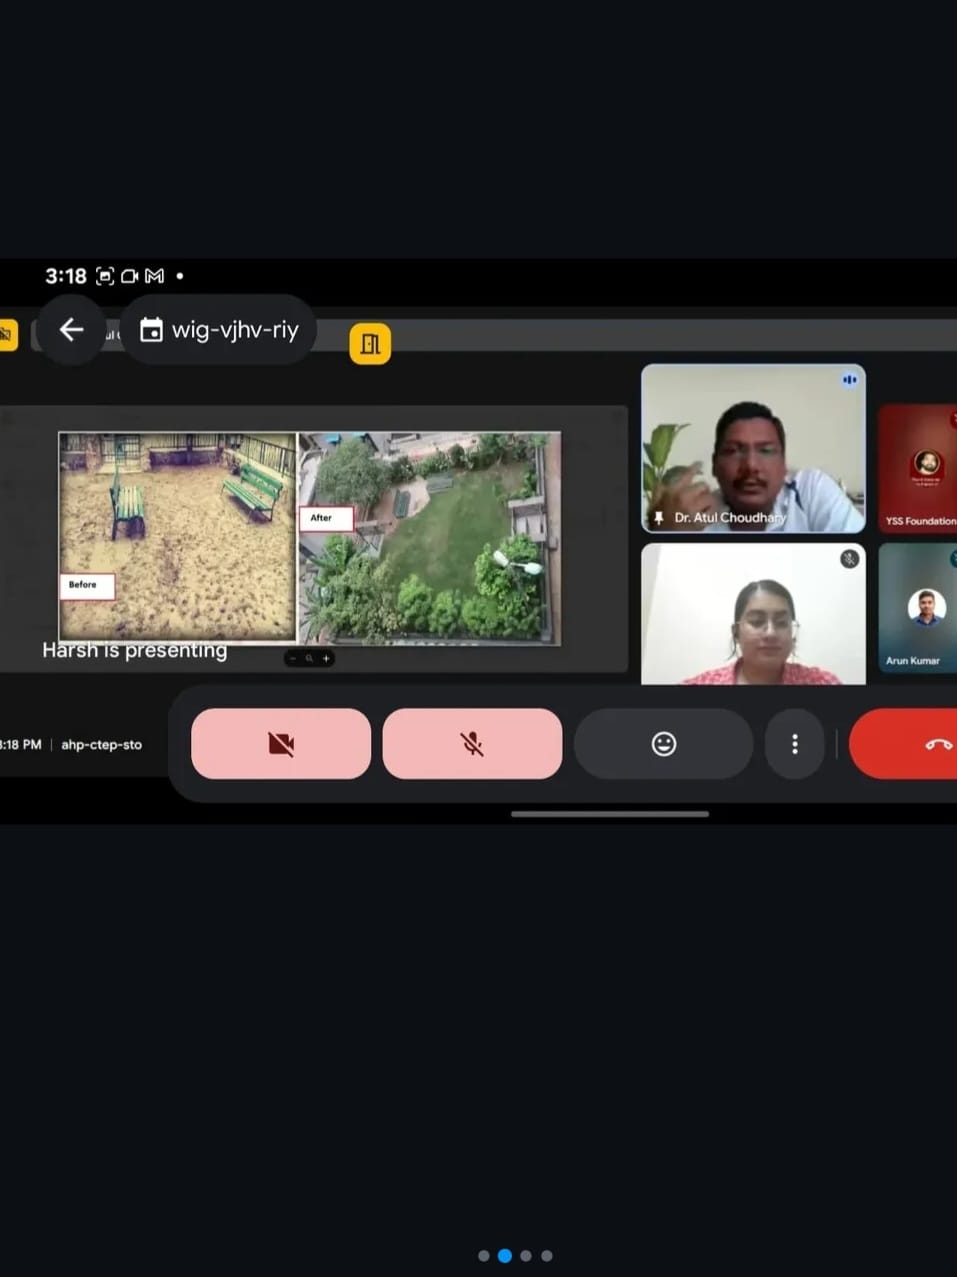 3:18
wig-vjhv-riy
After
Before
Harsh is presenting
Dr. Atul Choudhary
YSS Foundation
Arun Kumar
:18 PM | ahp-ctep-sto